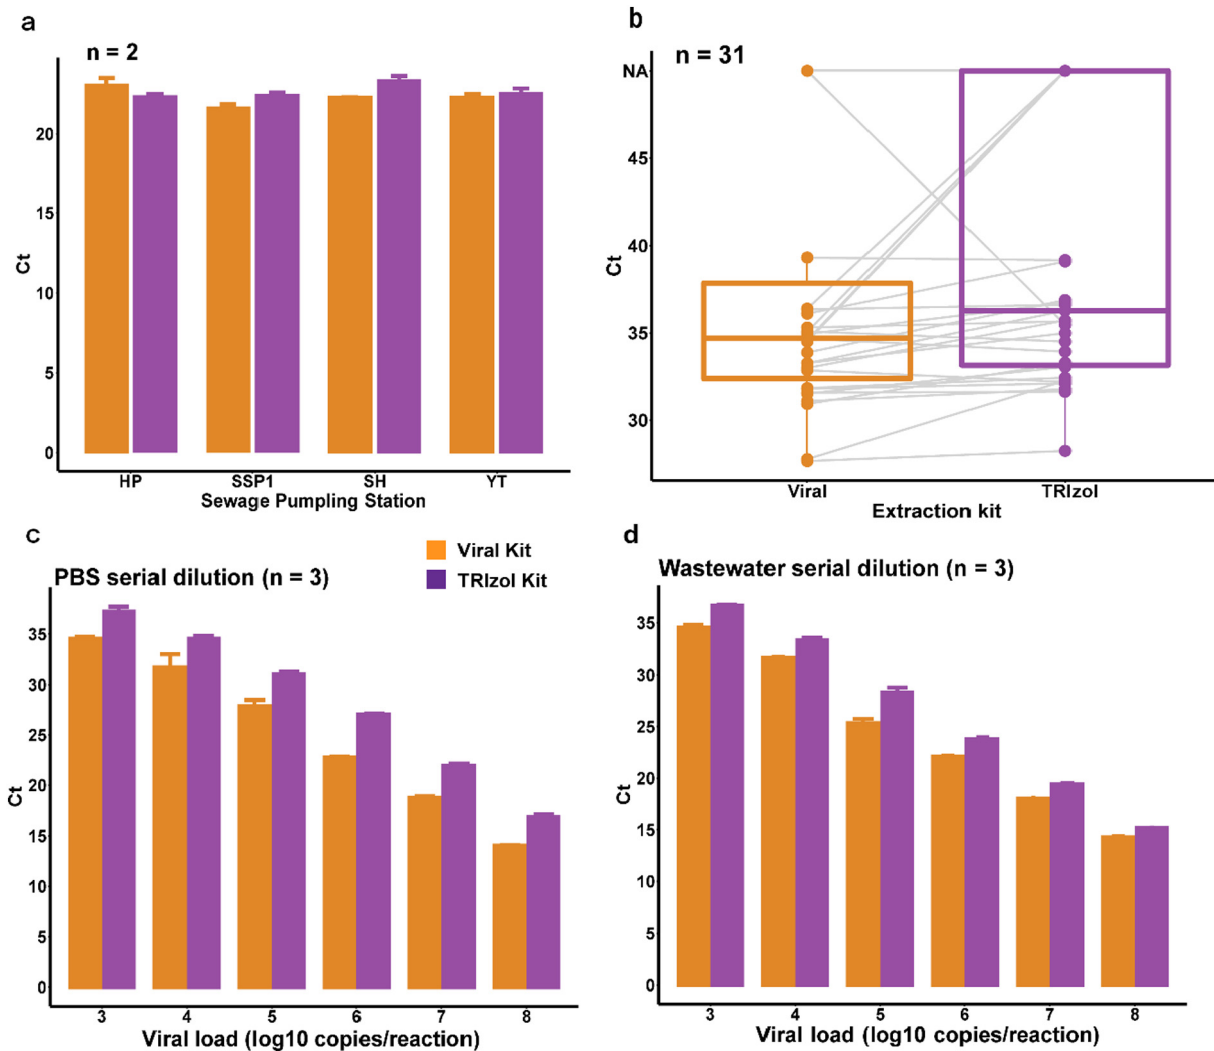 a
n = 2
Ct
20
15
10
5
0
HP SSP1 SH YT
Sewage Pumpling Station
b
n = 31
Ct
NA
45
40
35
30
Viral TRIzol
Extraction kit
c
Viral Kit
TRIzol Kit
PBS serial dilution (n = 3)
Ct
35
30
25
20
15
10
5
0
3 4 5 6 7 8
Viral load (log10 copies/reaction)
d
Wastewater serial dilution (n = 3)
Ct
35
30
25
20
15
10
5
0
3 4 5 6 7 8
Viral load (log10 copies/reaction)